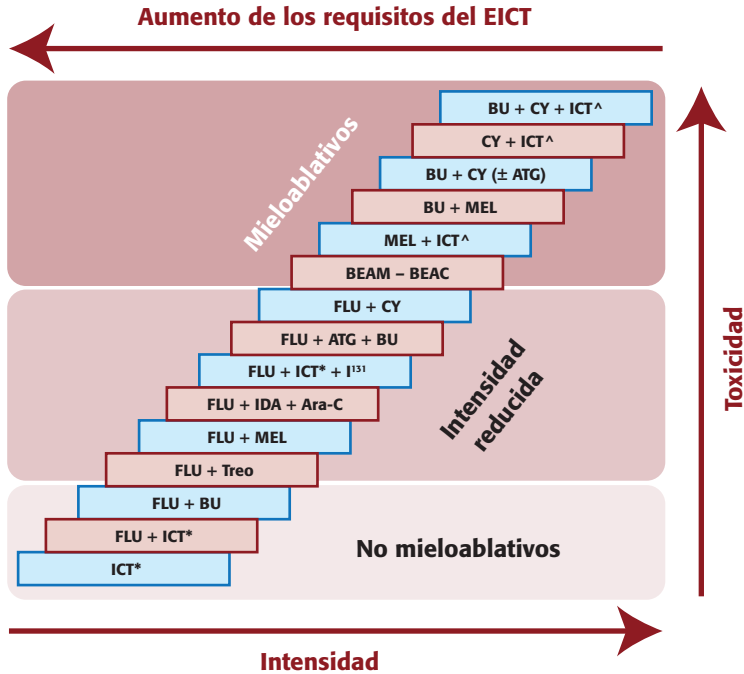 Aumento de los requisitos del EICT
BU + CY + ICT^
CY + ICT^
BU + CY (± ATG)
BU + MEL
MEL + ICT^
BEAM – BEAC
Mieloablativos
FLU + CY
FLU + ATG + BU
FLU + ICT* + I¹³¹
FLU + IDA + Ara-C
FLU + MEL
FLU + Treo
Intensidad
reducida
FLU + BU
FLU + ICT*
ICT*
No mieloablativos
Toxicidad
Intensidad